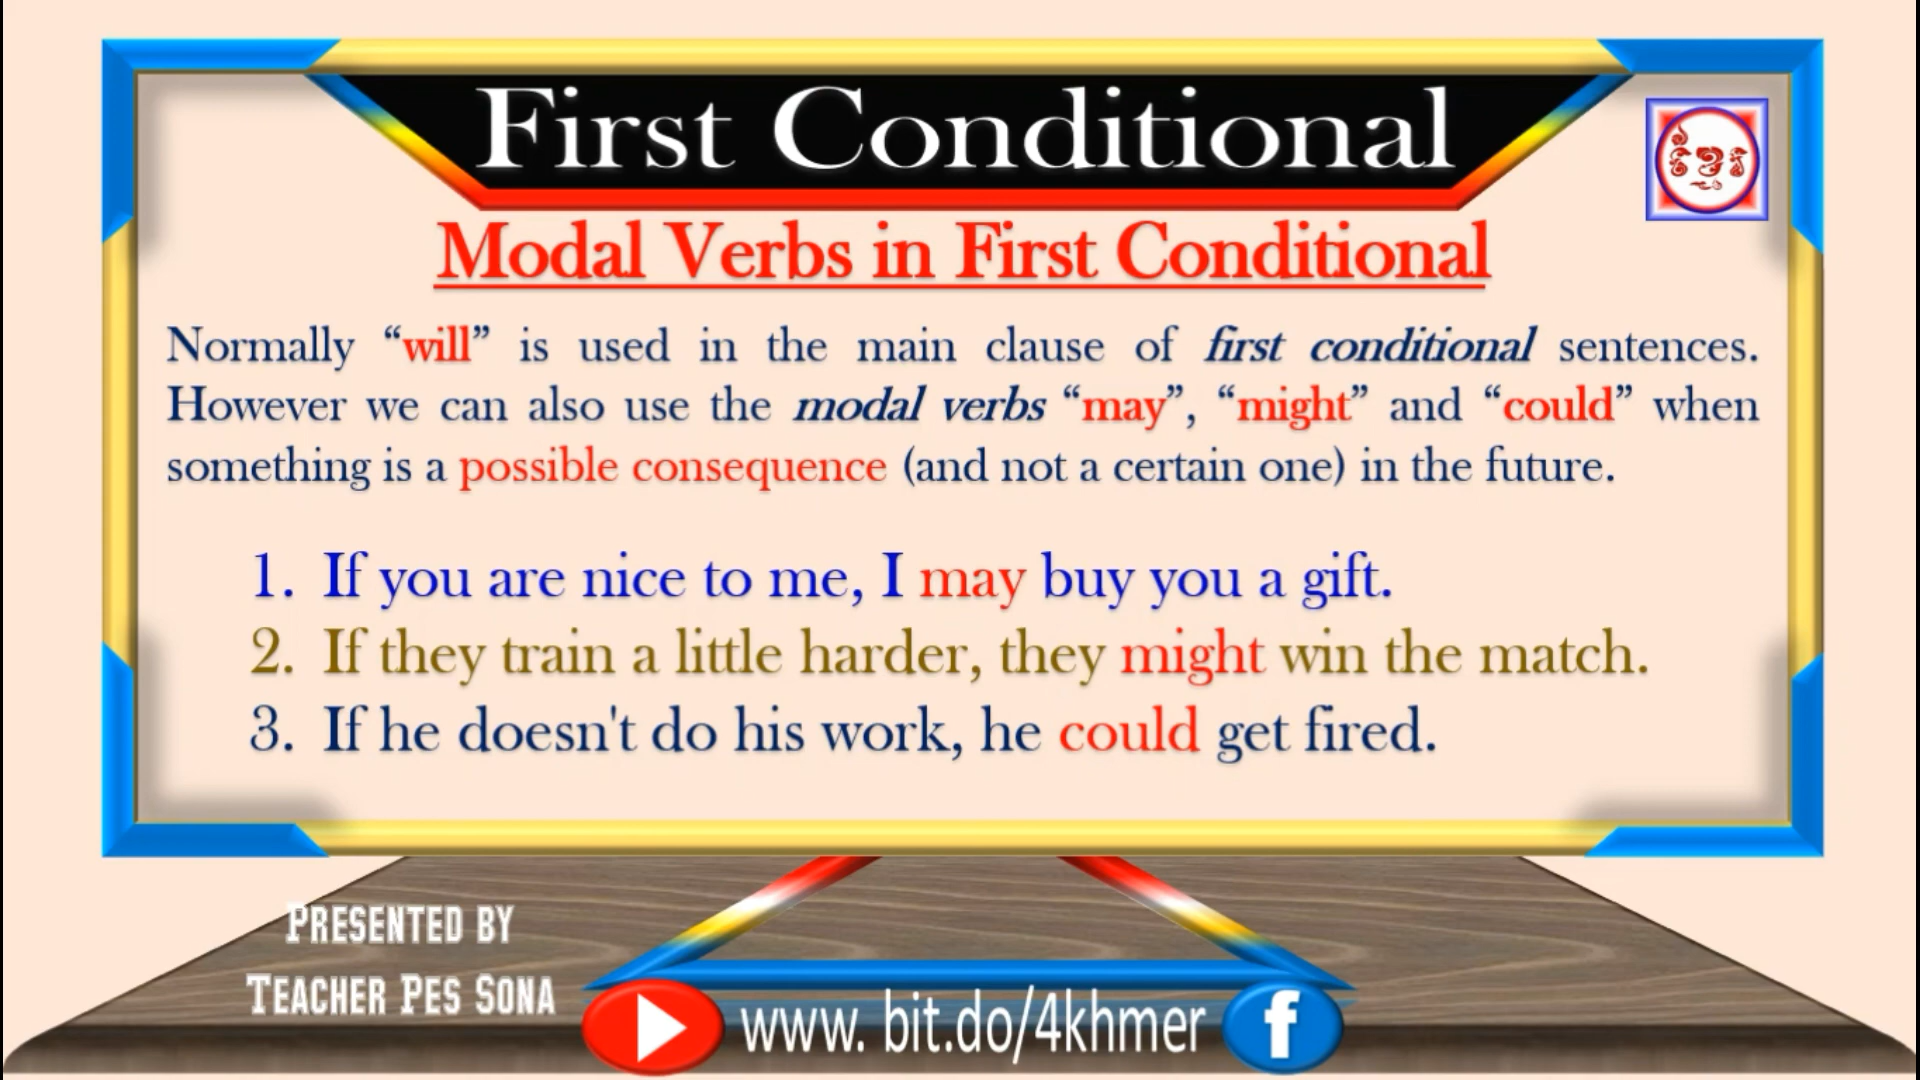 First Conditional
ខ្មែរ
Modal Verbs in First Conditional
Normally “will” is used in the main clause of first conditional sentences.
However we can also use the modal verbs “may”, “might” and “could” when
something is a possible consequence (and not a certain one) in the future.
1. If you are nice to me, I may buy you a gift.
2. If they train a little harder, they might win the match.
3. If he doesn't do his work, he could get fired.
PRESENTED BY
TEACHER PES SONA
www. bit.do/4khmer
f